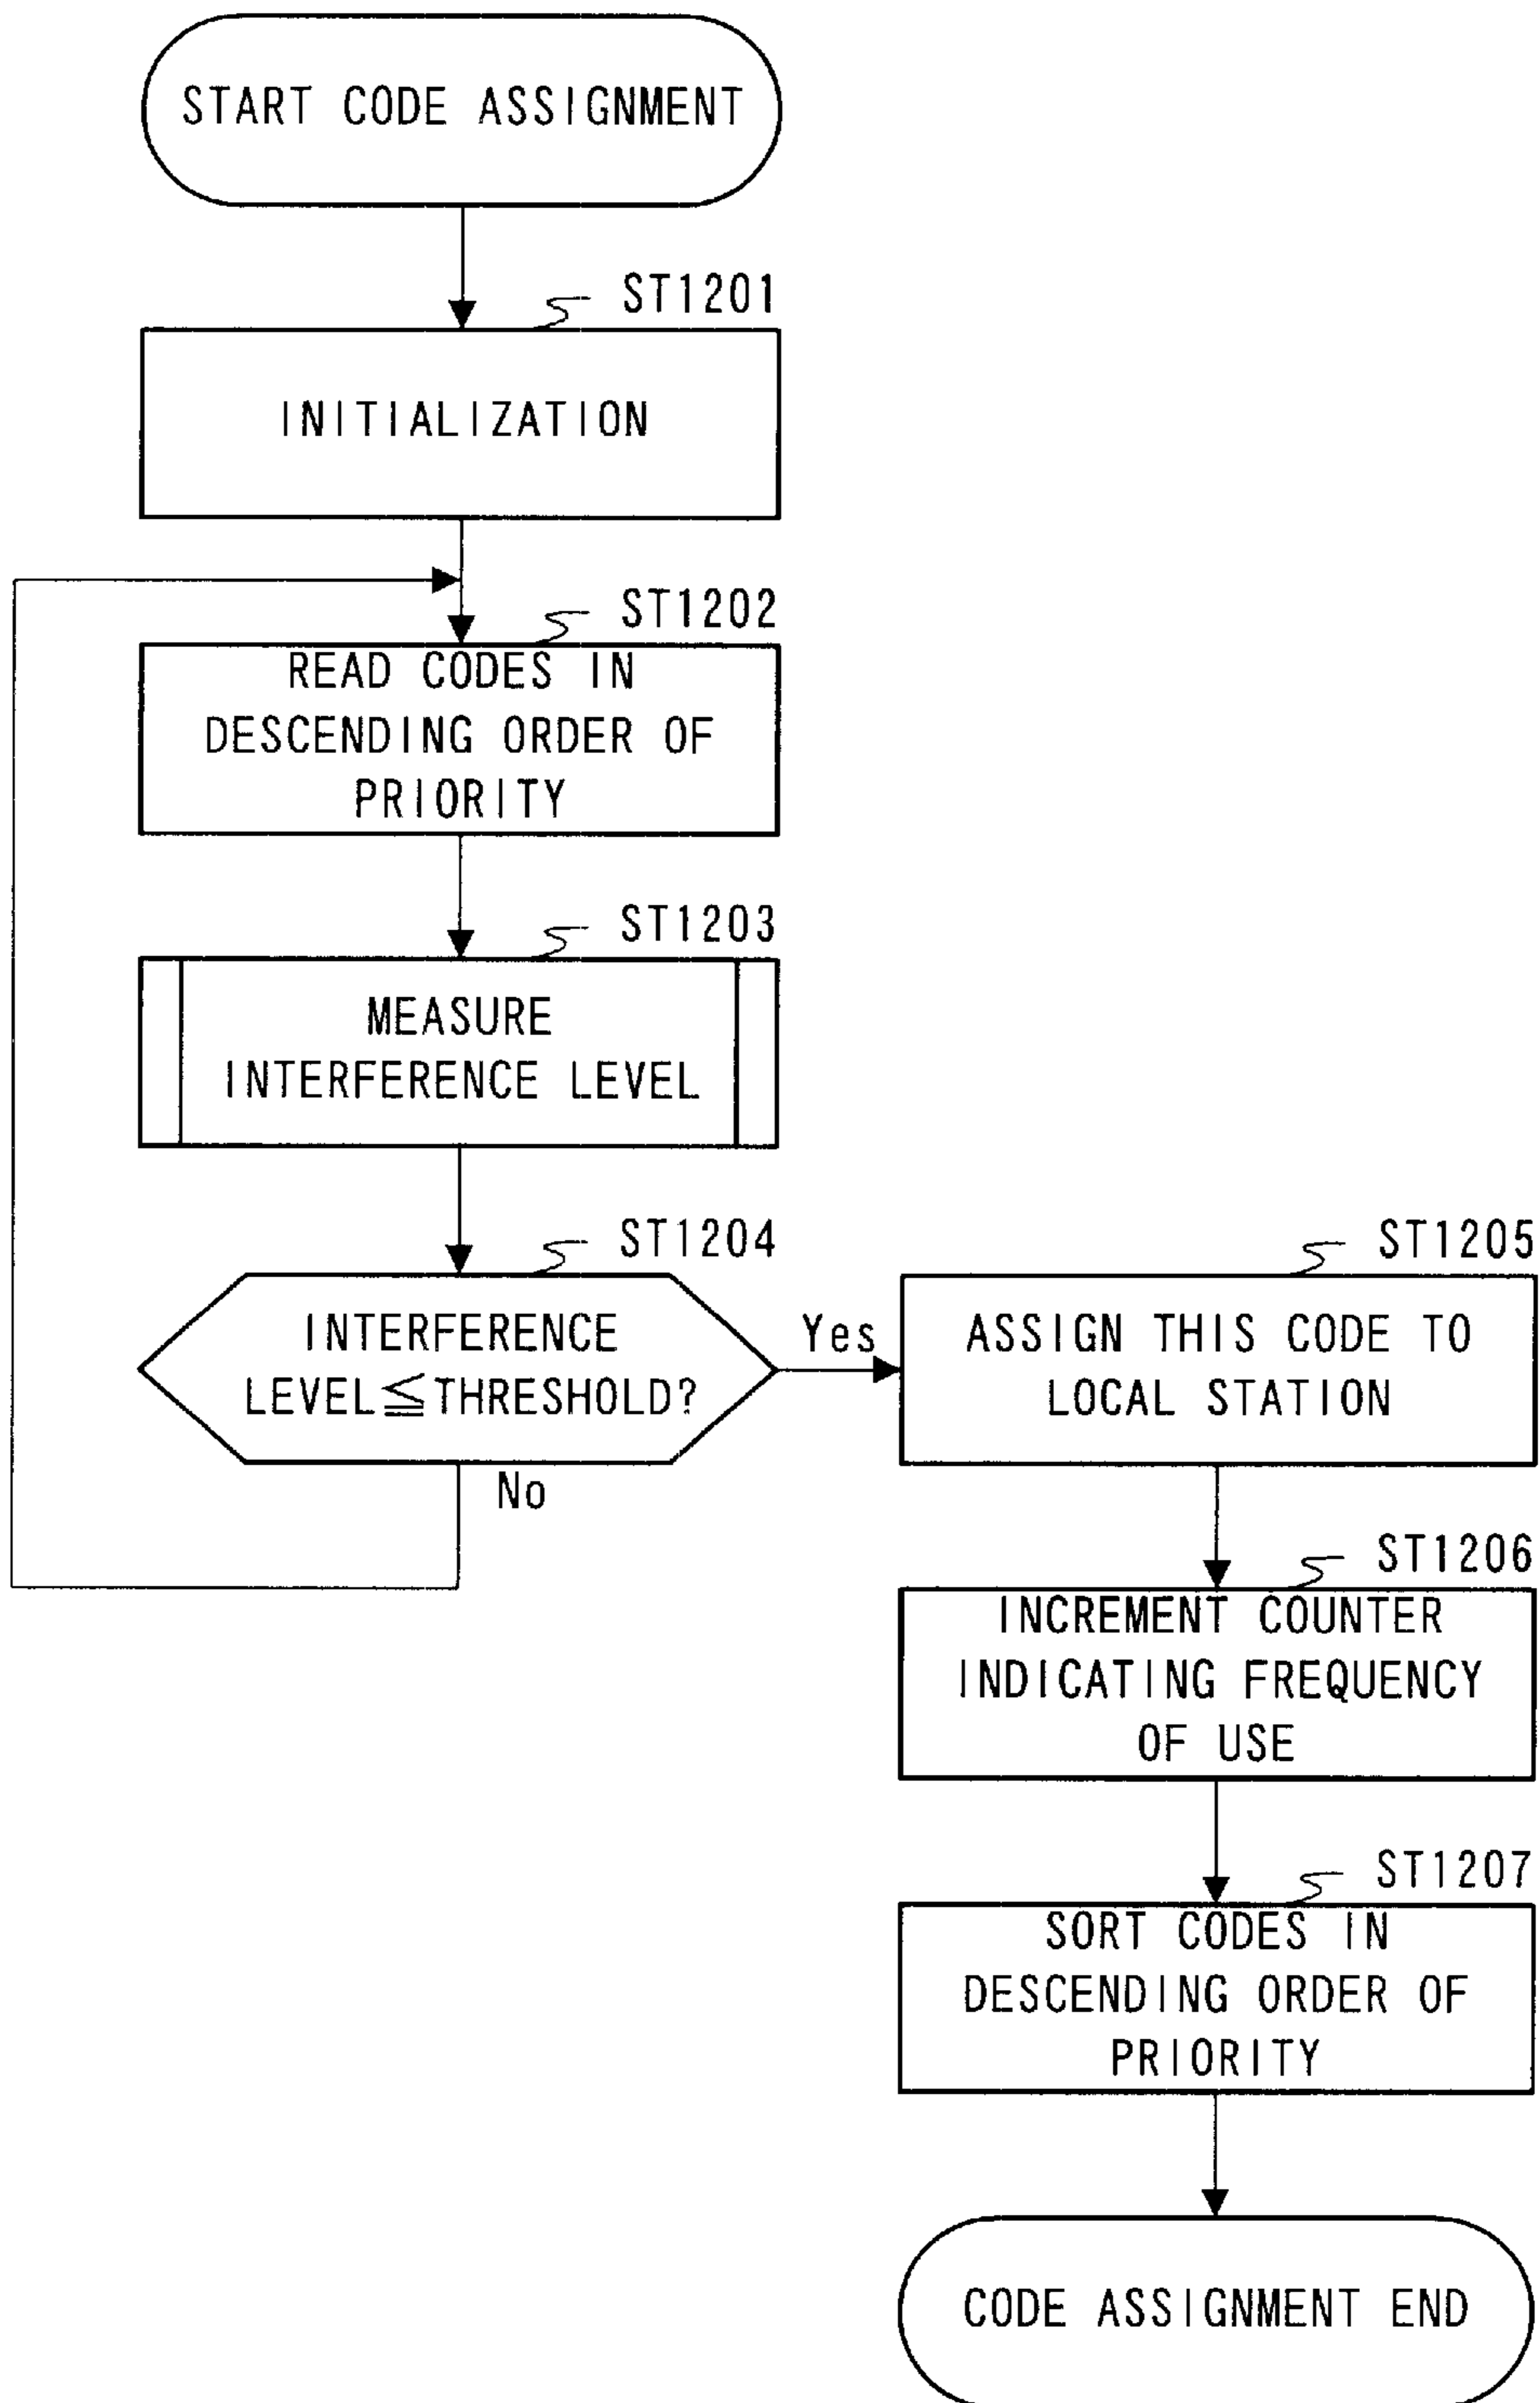 START CODE ASSIGNMENT
ST1201
INITIALIZATION
ST1202
READ CODES IN
DESCENDING ORDER OF
PRIORITY
ST1203
MEASURE
INTERFERENCE LEVEL
ST1204
INTERFERENCE
LEVEL≦THRESHOLD?
Yes
No
ST1205
ASSIGN THIS CODE TO
LOCAL STATION
ST1206
INCREMENT COUNTER
INDICATING FREQUENCY
OF USE
ST1207
SORT CODES IN
DESCENDING ORDER OF
PRIORITY
CODE ASSIGNMENT END